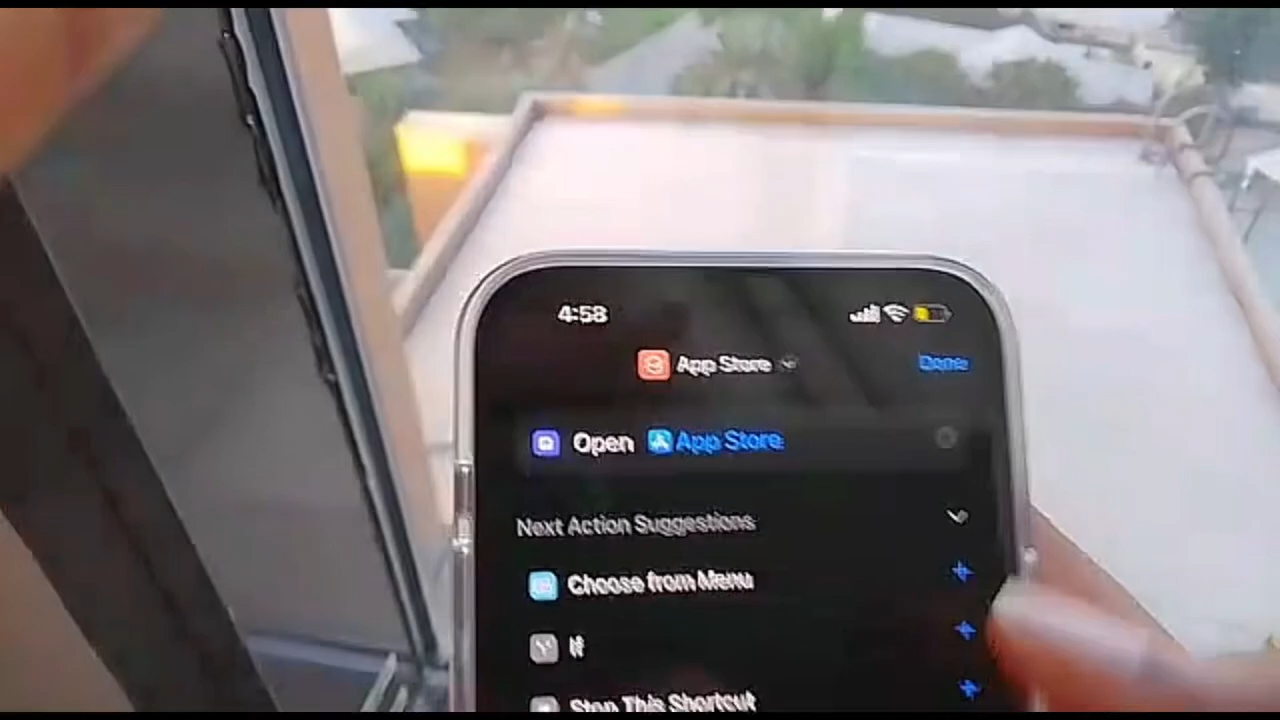 4:58
App Store
Done
Open App Store
Next Action Suggestions
Choose from Menu
If
Stop This Shortcut